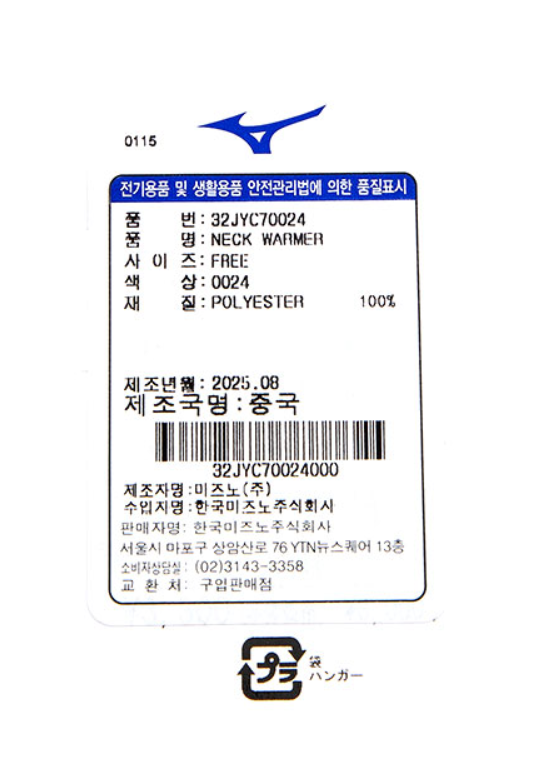 0115
전기용품 및 생활용품 안전관리법에 의한 품질표시
품 번 : 32JYC70024
품 명 : NECK WARMER
사 이 즈 : FREE
색 상 : 0024
재 질 : POLYESTER 100%
제조년월 : 2025.08
제조국명 : 중국
32JYC70024000
제조자명 : 미즈노(주)
수입자명 : 한국미즈노주식회사
판매자명 : 한국미즈노주식회사
서울시 마포구 상암산로 76 YTN뉴스퀘어 13층
소비자상담실 : (02)3143-3358
교 환 처 : 구입판매점
プラ 袋
ハンガー